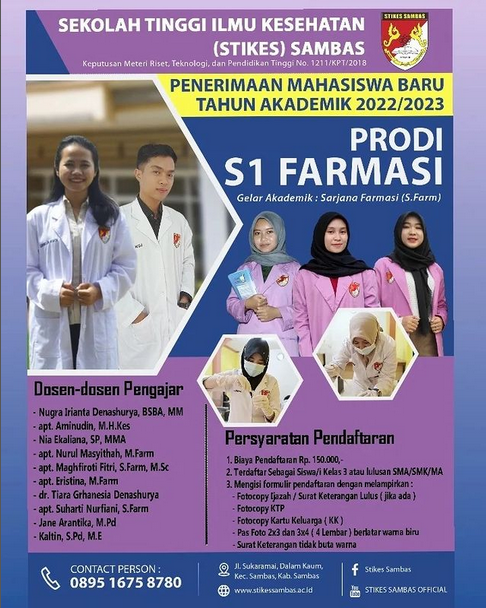 SEKOLAH TINGGI ILMU KESEHATAN
(STIKES) SAMBAS
Keputusan Meteri Riset, Teknologi, dan Pendidikan Tinggi No. 1211/KPT/2018
STIKES SAMBAS
PENERIMAAN MAHASISWA BARU
TAHUN AKADEMIK 2022/2023
PRODI
S1 FARMASI
Gelar Akademik : Sarjana Farmasi (S.Farm)
Dosen-dosen Pengajar
- Nugra Irianta Denashurya, BSBA, MM
- apt. Aminudin, M.H.Kes
- Nia Ekaliana, SP, MMA
- apt. Nurul Masyithah, M.Farm
- apt. Maghfiroti Fitri, S.Farm, M.Sc
- apt. Eristina, M.Farm
- dr. Tiara Grhanesia Denashurya
- apt. Suharti Nurfiani, S.Farm
- Jane Arantika, M.Pd
- Kaltin, S.Pd, M.E
Persyaratan Pendaftaran
1. Biaya Pendaftaran Rp. 150.000,-
2. Terdaftar Sebagai Siswa/i Kelas 3 atau lulusan SMA/SMK/MA
3. Mengisi formulir pendaftaran dengan melampirkan :
- Fotocopy Ijazah / Surat Keterangan Lulus ( jika ada )
- Fotocopy KTP
- Fotocopy Kartu Keluarga ( KK )
- Pas Foto 2x3 dan 3x4 ( 4 Lembar ) berlatar warna biru
- Surat Keterangan tidak buta warna
CONTACT PERSON :
0895 1675 8780
Jl. Sukaramai, Dalam Kaum,
Kec. Sambas, Kab. Sambas
www.stikessambas.ac.id
Stikes Sambas
You Tube STIKES SAMBAS OFFICIAL